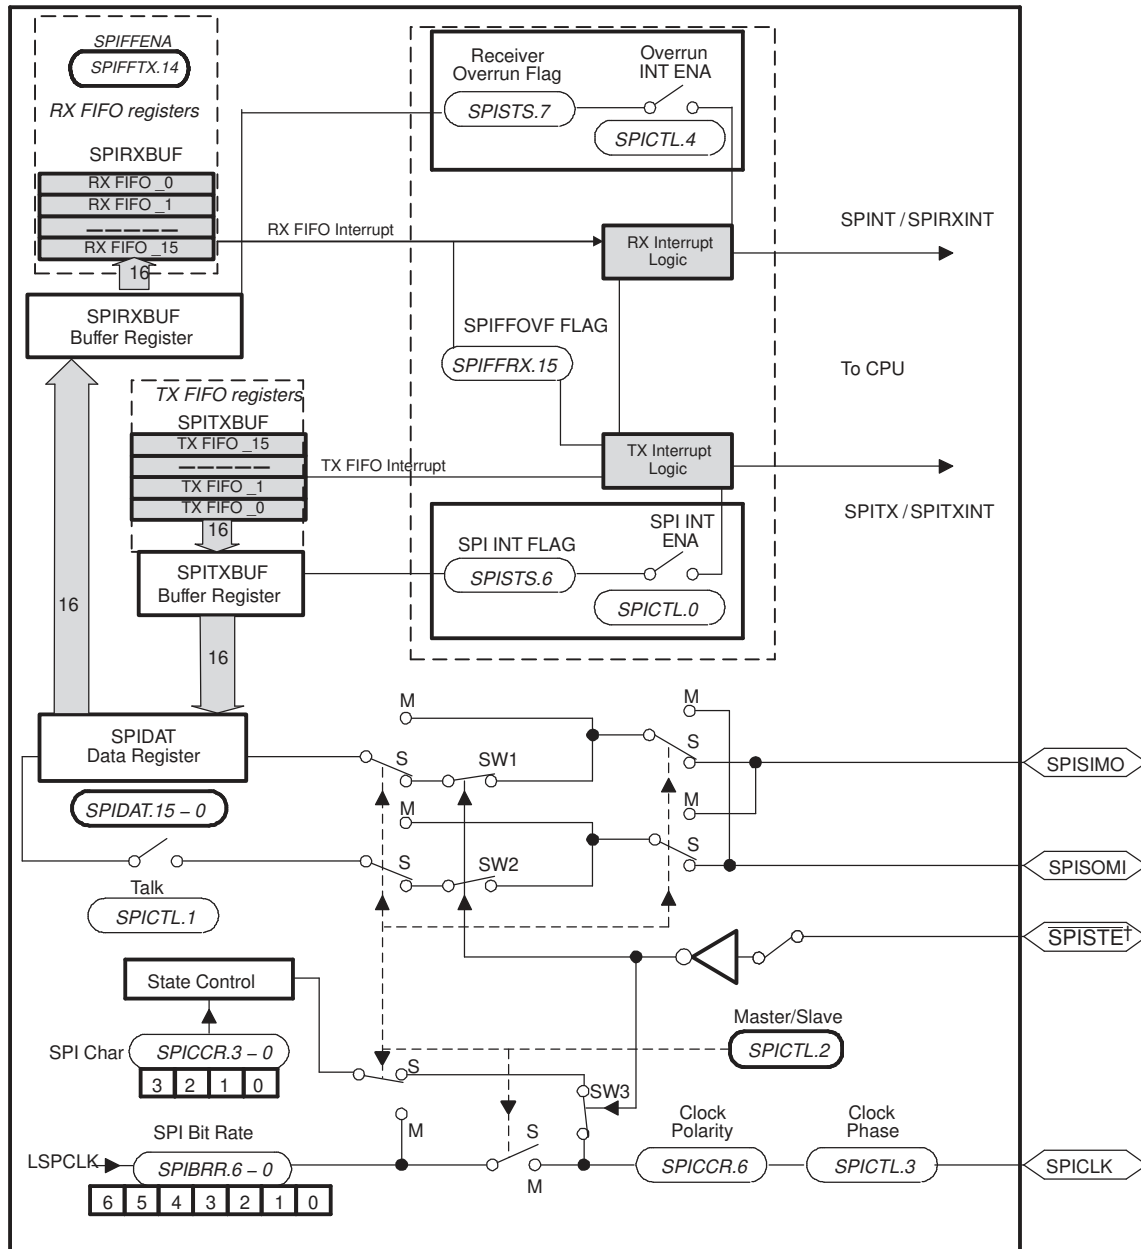 SPIFFENA
SPIFFTX.14
RX FIFO registers
SPIRXBUF
RX FIFO _0
RX FIFO _1
— — — — —
RX FIFO _15
16
SPIRXBUF
Buffer Register
Receiver
Overrun Flag
SPISTS.7
Overrun
INT ENA
SPICTL.4
RX FIFO Interrupt
RX Interrupt
Logic
SPINT / SPIRXINT
SPIFFOVF FLAG
SPIFFRX.15
To CPU
TX FIFO registers
SPITXBUF
TX FIFO _15
— — — — —
TX FIFO _1
TX FIFO _0
16
TX FIFO Interrupt
TX Interrupt
Logic
SPITX / SPITXINT
SPITXBUF
Buffer Register
SPI INT FLAG
SPISTS.6
SPI INT
ENA
SPICTL.0
16
16
SPIDAT
Data Register
SPIDAT.15 – 0
M
S
SW1
M
S
SPISIMO
M
S
SW2
M
S
SPISOMI
Talk
SPICTL.1
SPISTE†
State Control
Master/Slave
SPICTL.2
SPI Char
SPICCR.3 – 0
3 2 1 0
S
M
SW3
SPI Bit Rate
LSPCLK
SPIBRR.6 – 0
6 5 4 3 2 1 0
S
M
Clock
Polarity
SPICCR.6
Clock
Phase
SPICTL.3
SPICLK